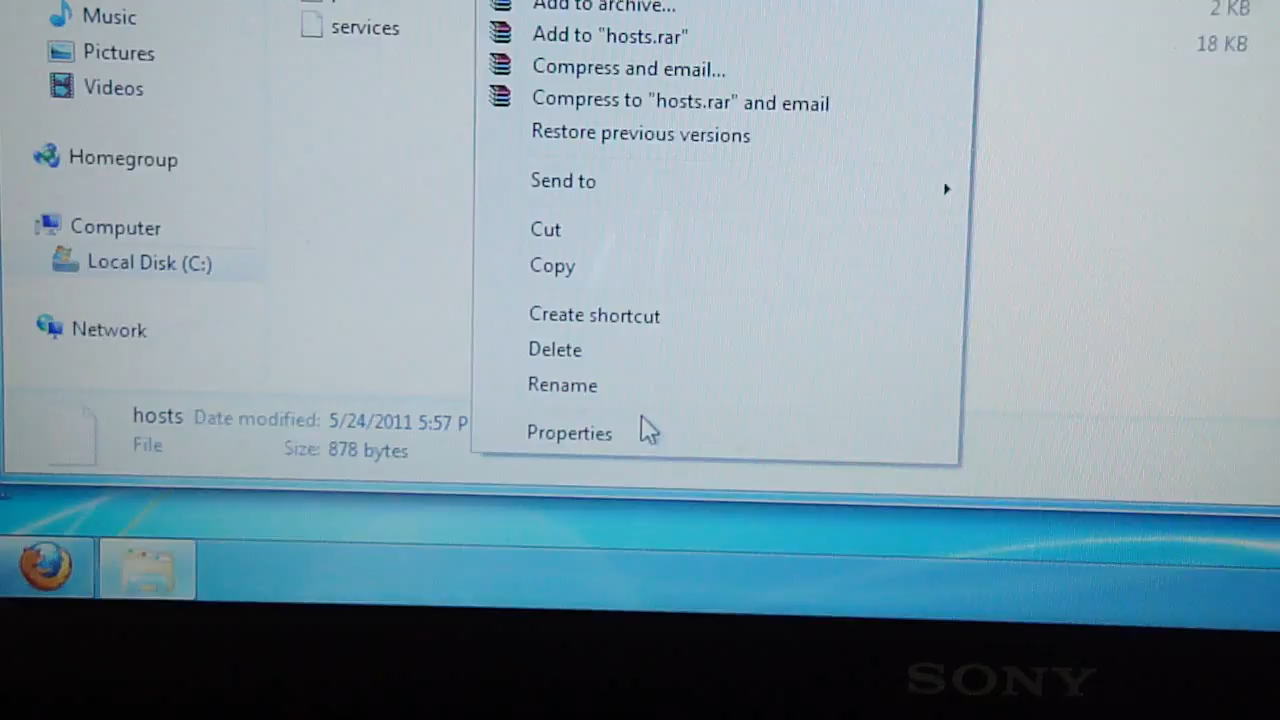 Music
Pictures
Videos
Homegroup
Computer
Local Disk (C:)
Network
services
2 KB
18 KB
Add to archive...
Add to "hosts.rar"
Compress and email...
Compress to "hosts.rar" and email
Restore previous versions
Send to
Cut
Copy
Create shortcut
Delete
Rename
Properties
hosts Date modified: 5/24/2011 5:57 P
File Size: 878 bytes
SONY